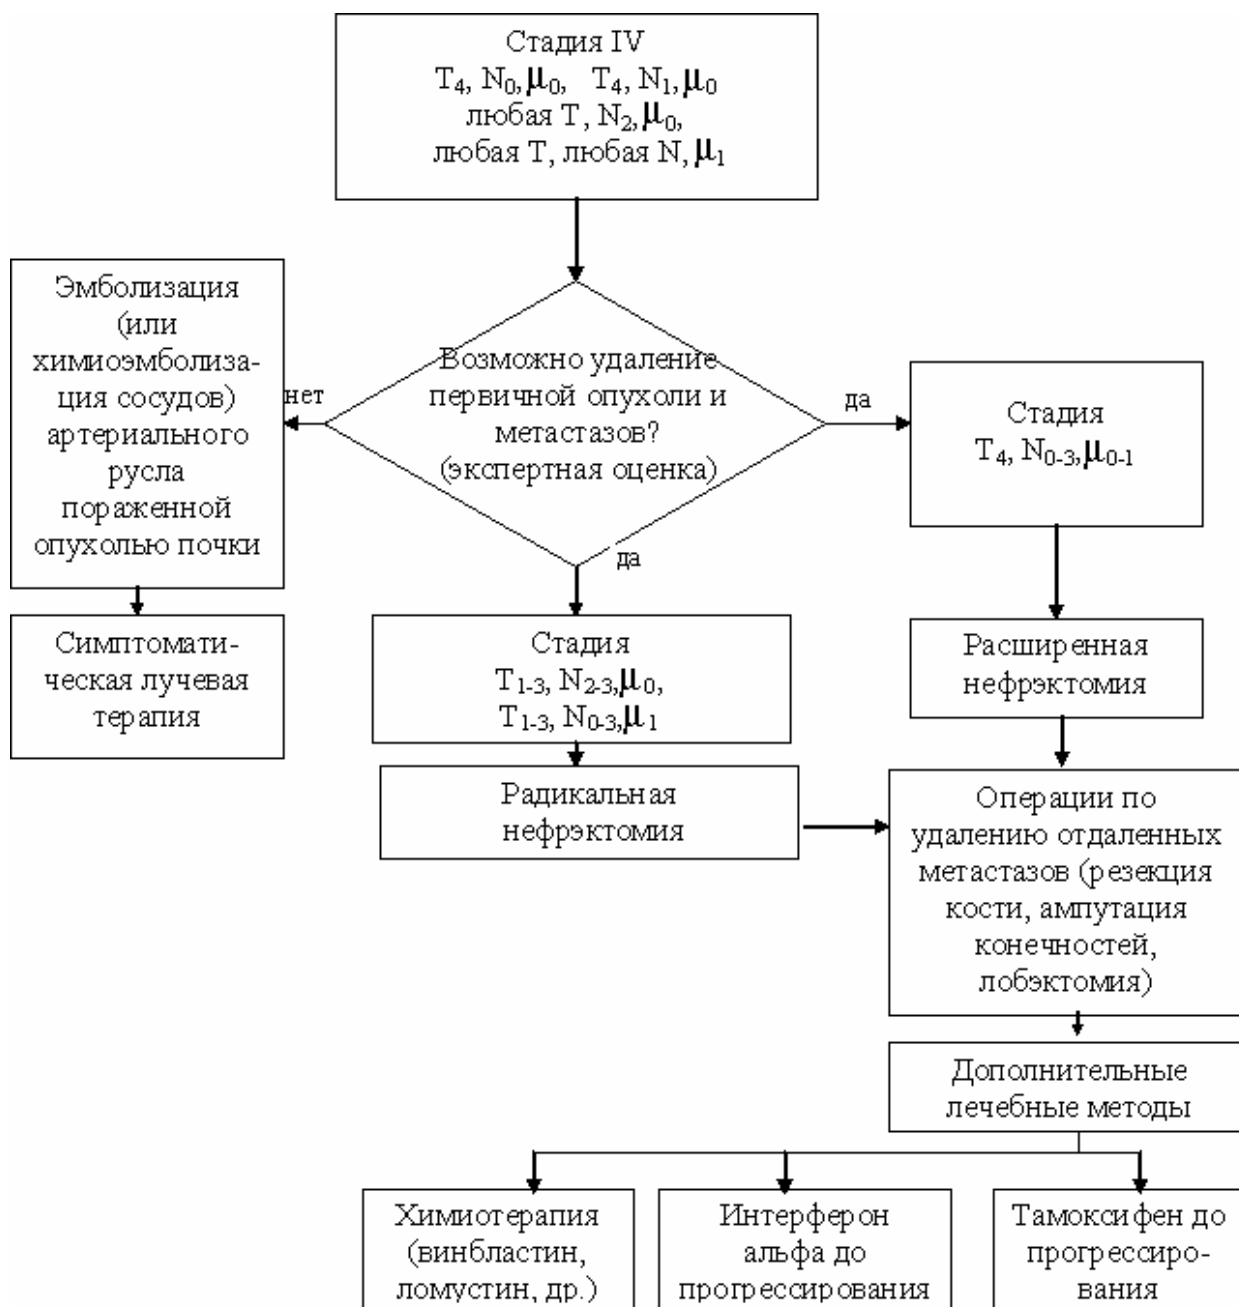 Стадия IV
T4, N0, μ0, T4, N1, μ0
любая T, N2, μ0,
любая T, любая N, μ1
Эмболизация
(или
химиоэмболиза-
ция сосудов)
артериального
русла
пораженной
опухолью почки
нет
Возможно удаление
первичной опухоли и
метастазов?
(экспертная оценка)
да
Стадия
T4, N0-3, μ0-1
да
Симптомати-
ческая лучевая
терапия
Стадия
T1-3, N2-3, μ0,
T1-3, N0-3, μ1
Расширенная
нефрэктомия
Радикальная
нефрэктомия
Операции по
удалению отдаленных
метастазов (резекция
кости, ампутация
конечностей,
лобэктомия)
Дополнительные
лечебные методы
Химиотерапия
(винбластин,
ломустин, др.)
Интерферон
альфа до
прогрессирования
Тамоксифен до
прогрессиро-
вания